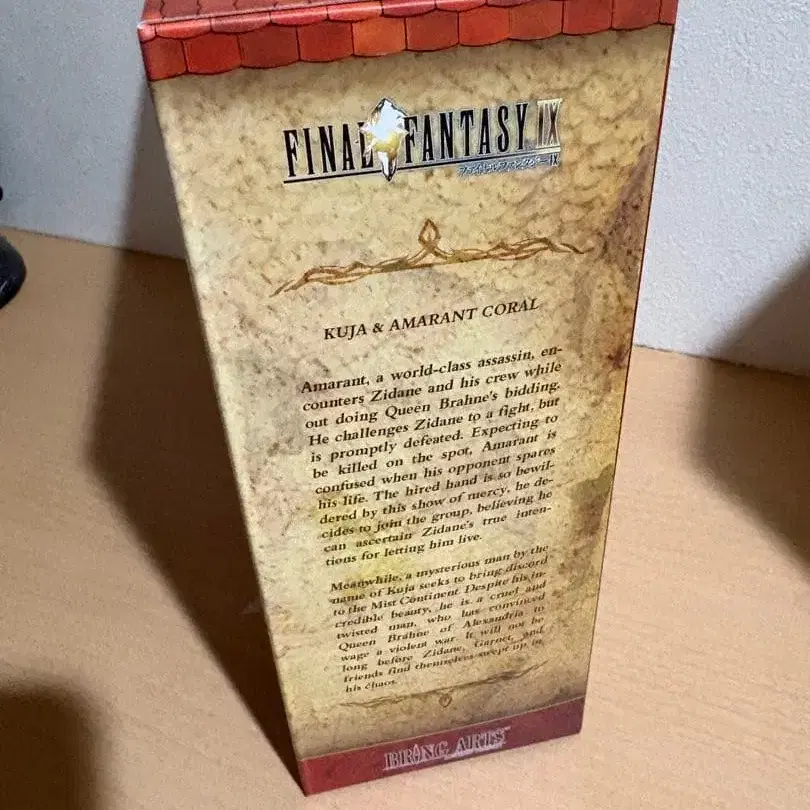 FINAL FANTASY IX
ファイナルファンタジーIX
KUJA & AMARANT CORAL
Amarant, a world-class assassin, en-
counters Zidane and his crew while
out doing Queen Brahne's bidding.
He challenges Zidane to a fight, but
is promptly defeated. Expecting to
be killed on the spot, Amarant is
confused when his opponent spares
his life. The hired hand is so bewil-
dered by this show of mercy, he de-
cides to join the group, believing he
can ascertain Zidane's true inten-
tions for letting him live.
Meanwhile, a mysterious man by the
name of Kuja seeks to bring discord
to the Mist Continent. Despite his in-
credible beauty, he is a cruel and
twisted man, who has convinced
Queen Brahne of Alexandria to
wage a violent war. It will not be
long before Zidane, Garnet, and
friends find themselves swept up in
his chaos.
BRING ARTS